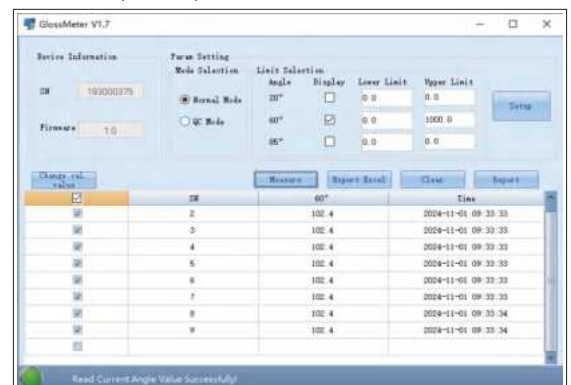 GlossMeter V1.7
Device Information
Param Setting
Mode Selection
Limit Selection
Angle Display Lower Limit Upper Limit
SN 193000375
Normal Mode
20° 0.0 0.0
Setup
QC Mode
60° 0.0 1000.0
Firmware 1.0
85° 0.0 0.0
Change cal value
Measure Export Excel Clear Report
SN 60° Time
2 102.4 2024-11-01 09:33:33
3 102.4 2024-11-01 09:33:33
4 102.4 2024-11-01 09:33:33
5 102.4 2024-11-01 09:33:33
6 102.4 2024-11-01 09:33:33
7 102.4 2024-11-01 09:33:33
8 102.4 2024-11-01 09:33:34
9 102.4 2024-11-01 09:33:34
Read Current Angle Value Successfully!